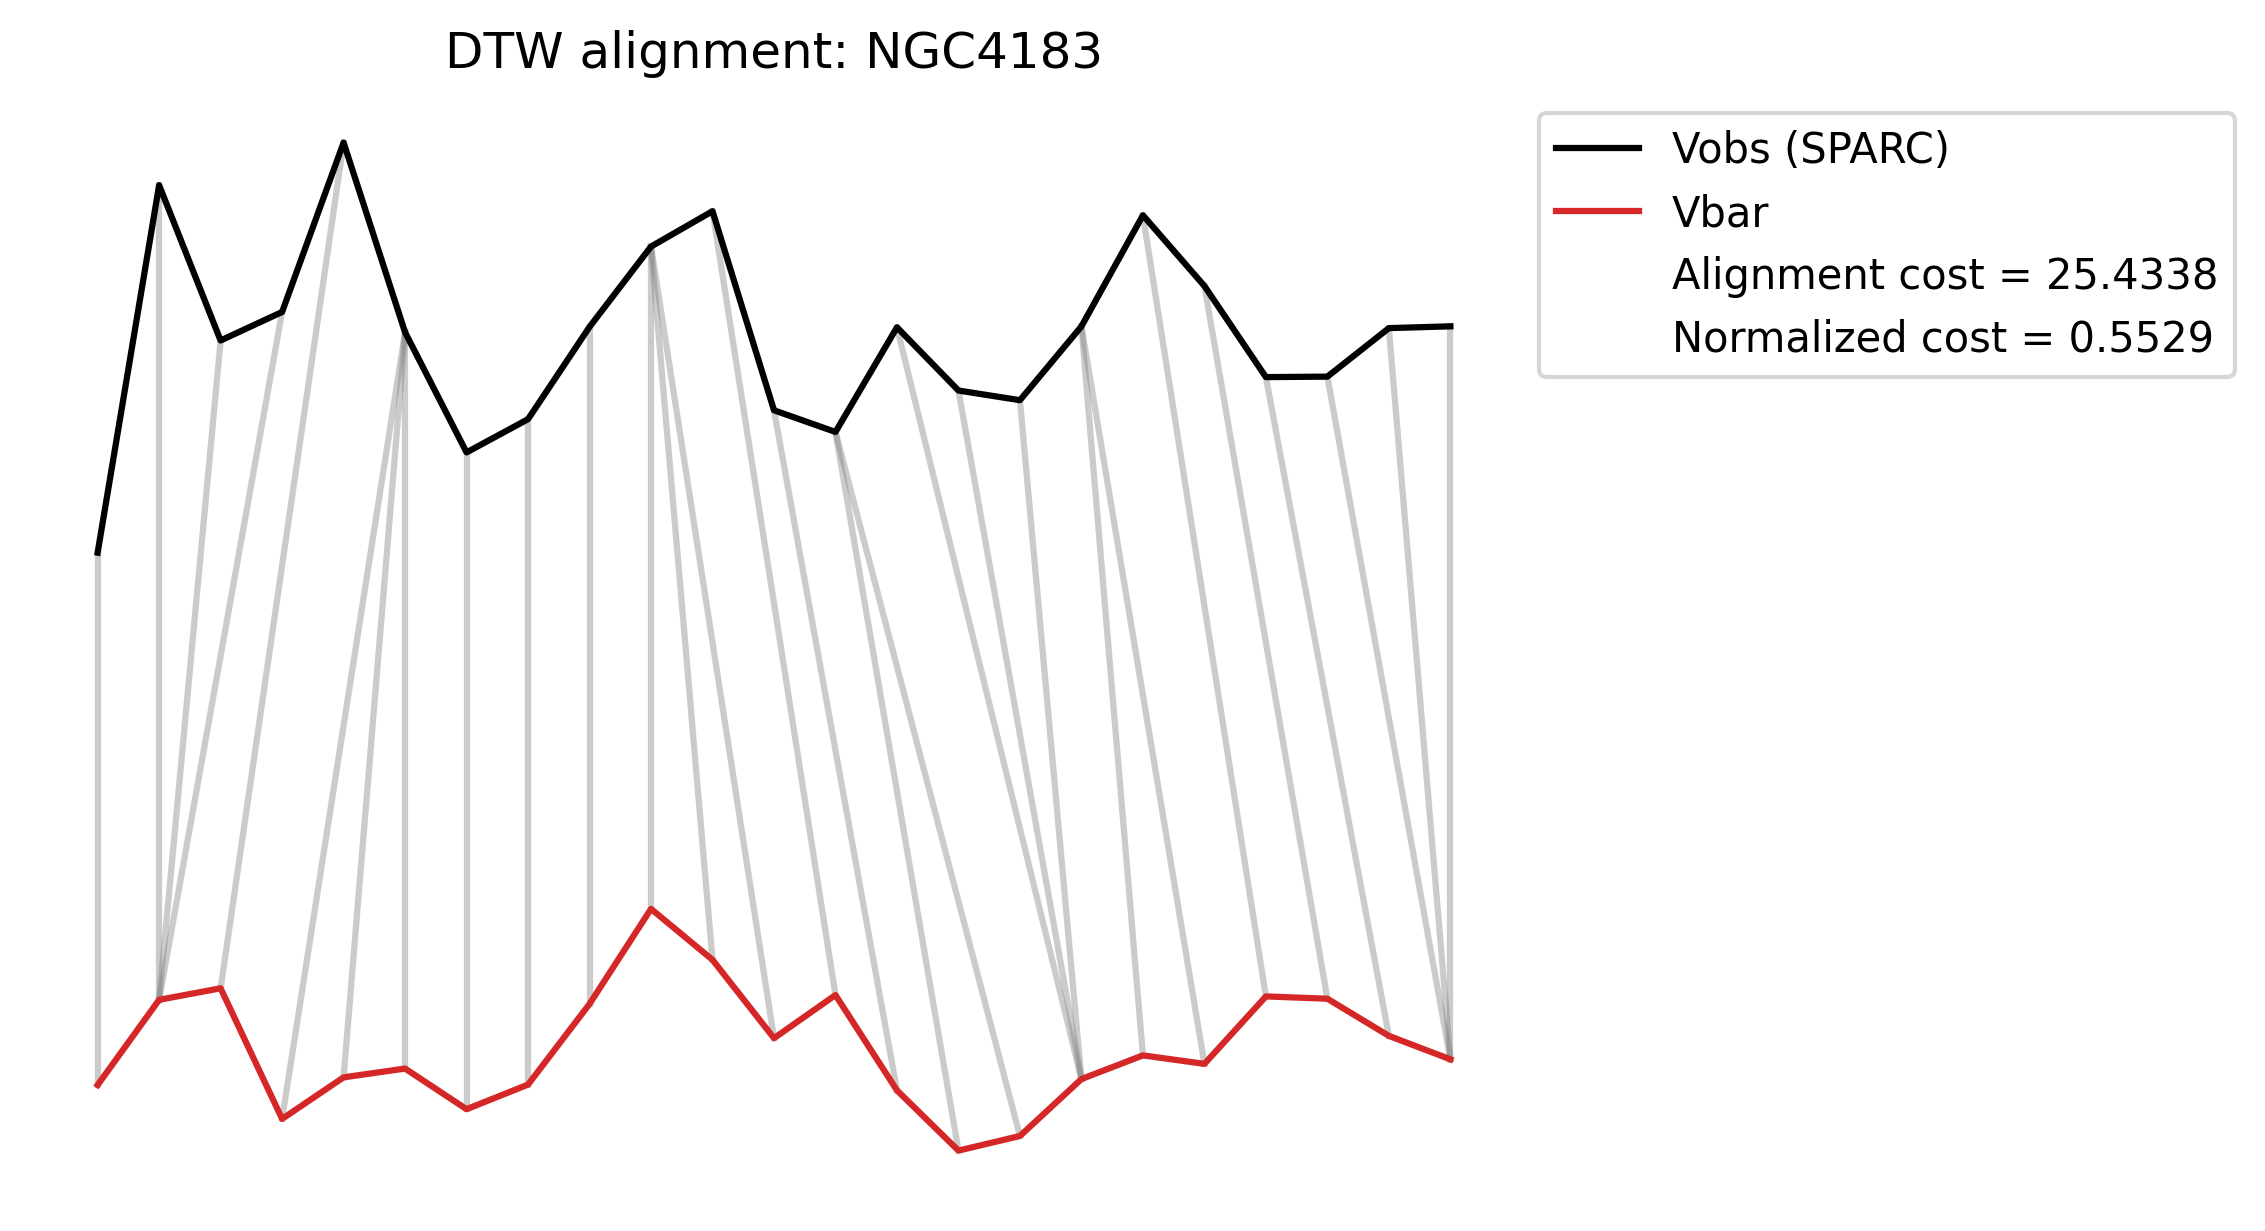 DTW alignment: NGC4183
Vobs (SPARC)
Vbar
Alignment cost = 25.4338
Normalized cost = 0.5529